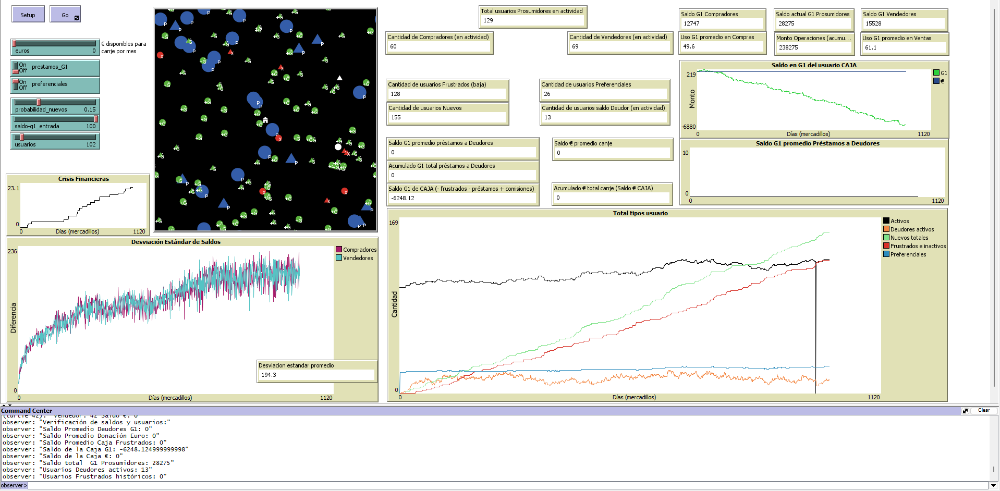 Setup
Go
euros
0
€ disponibles para
canje por mes
On
Off
prestamos_G1
On
Off
preferenciales
probabilidad_nuevos
0.15
saldo-g1_entrada
100
usuarios
102
Total usuarios Prosumidores en actividad
129
Cantidad de Compradores (en actividad)
60
Cantidad de Vendedores (en actividad)
69
Saldo G1 Compradores
12747
Saldo actual G1 Prosumidores
28275
Saldo G1 Vendedores
15528
Uso G1 promedio en Compras
49.6
Monto Operaciones (acumu...
238275
Uso G1 promedio en Ventas
61.1
Cantidad de usuarios Frustrados (baja)
128
Cantidad de usuarios Preferenciales
26
Cantidad de usuarios Nuevos
155
Cantidad de usuarios saldo Deudor (en actividad)
13
Saldo G1 promedio préstamos a Deudores
0
Saldo € promedio canje
0
Acumulado G1 total préstamos a Deudores
0
Saldo G1 de CAJA (- frustrados - préstamos + comisiones)
-6248.12
Acumulado € total canje (Saldo € CAJA)
0
Saldo en G1 del usuario CAJA
219
Monto
-6880
0
Días (mercadillos)
1120
G1
€
Saldo G1 promedio Préstamos a Deudores
10
0
0
1120
Crisis Financieras
23.1
0
0
Días (mercadillos)
1120
Desviación Estándar de Saldos
236
Diferencia
0
0
Días (mercadillos)
1120
Compradores
Vendedores
Desviacion estandar promedio
194.3
Total tipos usuario
169
Cantidad
0
0
Días (mercadillos)
1120
Activos
Deudores activos
Nuevos totales
Frustrados e inactivos
Preferenciales
Command Center
Clear
(turtle 42): "Vendedor: 42 Saldo €: 0"
observer: "Verificación de saldos y usuarios:"
observer: "Saldo Promedio Deudores G1: 0"
observer: "Saldo Promedio Donación Euro: 0"
observer: "Saldo Promedio Caja Frustrados: 0"
observer: "Saldo de la Caja G1: -6248.124999999998"
observer: "Saldo de la Caja €: 0"
observer: "Saldo total  G1 Prosumidores: 28275"
observer: "Usuarios Deudores activos: 13"
observer: "Usuarios Frustrados históricos: 0"
observer>